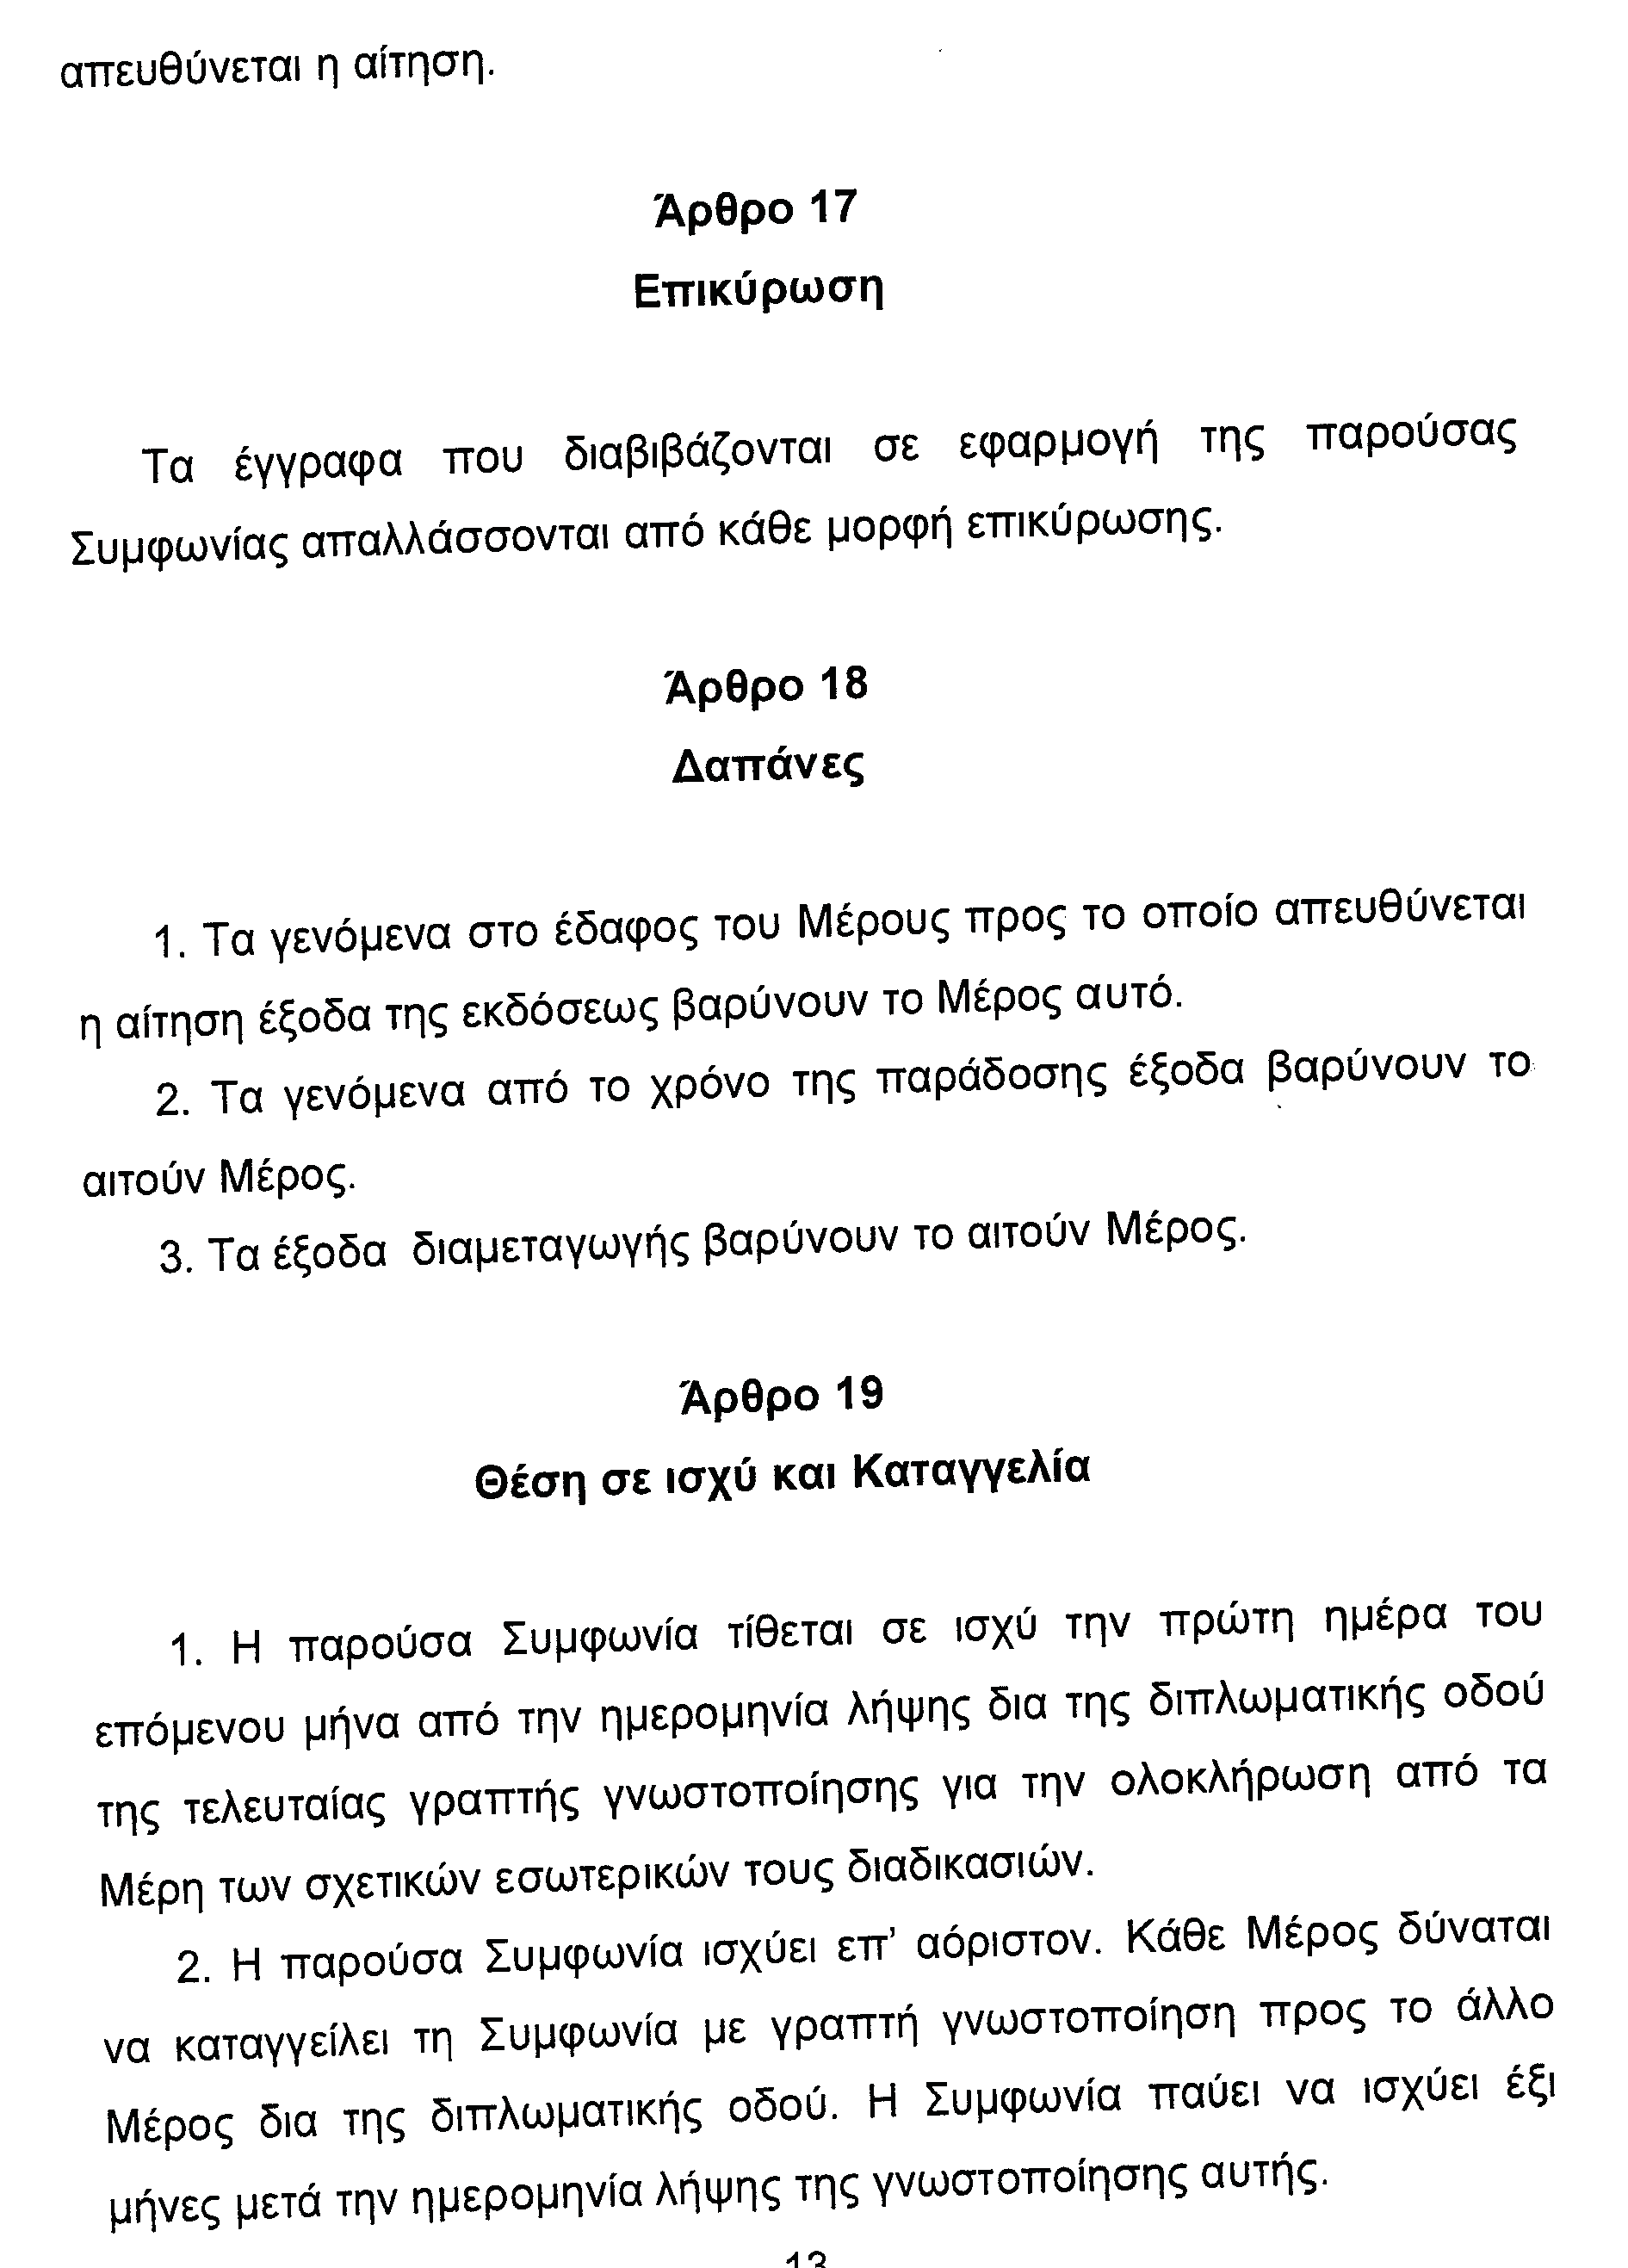 απευθύνεται η αίτηση.
Άρθρο 17
Επικύρωση
Τα έγγραφα που διαβιβάζονται σε εφαρμογή της παρούσας
Συμφωνίας απαλλάσσονται από κάθε μορφή επικύρωσης.
Άρθρο 18
Δαπάνες
1. Τα γενόμενα στο έδαφος του Μέρους προς το οποίο απευθύνεται
η αίτηση έξοδα της εκδόσεως βαρύνουν το Μέρος αυτό.
2. Τα γενόμενα από το χρόνο της παράδοσης έξοδα βαρύνουν το
αιτούν Μέρος.
3. Τα έξοδα διαμεταγωγής βαρύνουν το αιτούν Μέρος.
Άρθρο 19
Θέση σε ισχύ και Καταγγελία
1. Η παρούσα Συμφωνία τίθεται σε ισχύ την πρώτη ημέρα του
επόμενου μήνα από την ημερομηνία λήψης δια της διπλωματικής οδού
της τελευταίας γραπτής γνωστοποίησης για την ολοκλήρωση από τα
Μέρη των σχετικών εσωτερικών τους διαδικασιών.
2. Η παρούσα Συμφωνία ισχύει επ’ αόριστον. Κάθε Μέρος δύναται
να καταγγείλει τη Συμφωνία με γραπτή γνωστοποίηση προς το άλλο
Μέρος δια της διπλωματικής οδού. Η Συμφωνία παύει να ισχύει έξι
μήνες μετά την ημερομηνία λήψης της γνωστοποίησης αυτής.
13